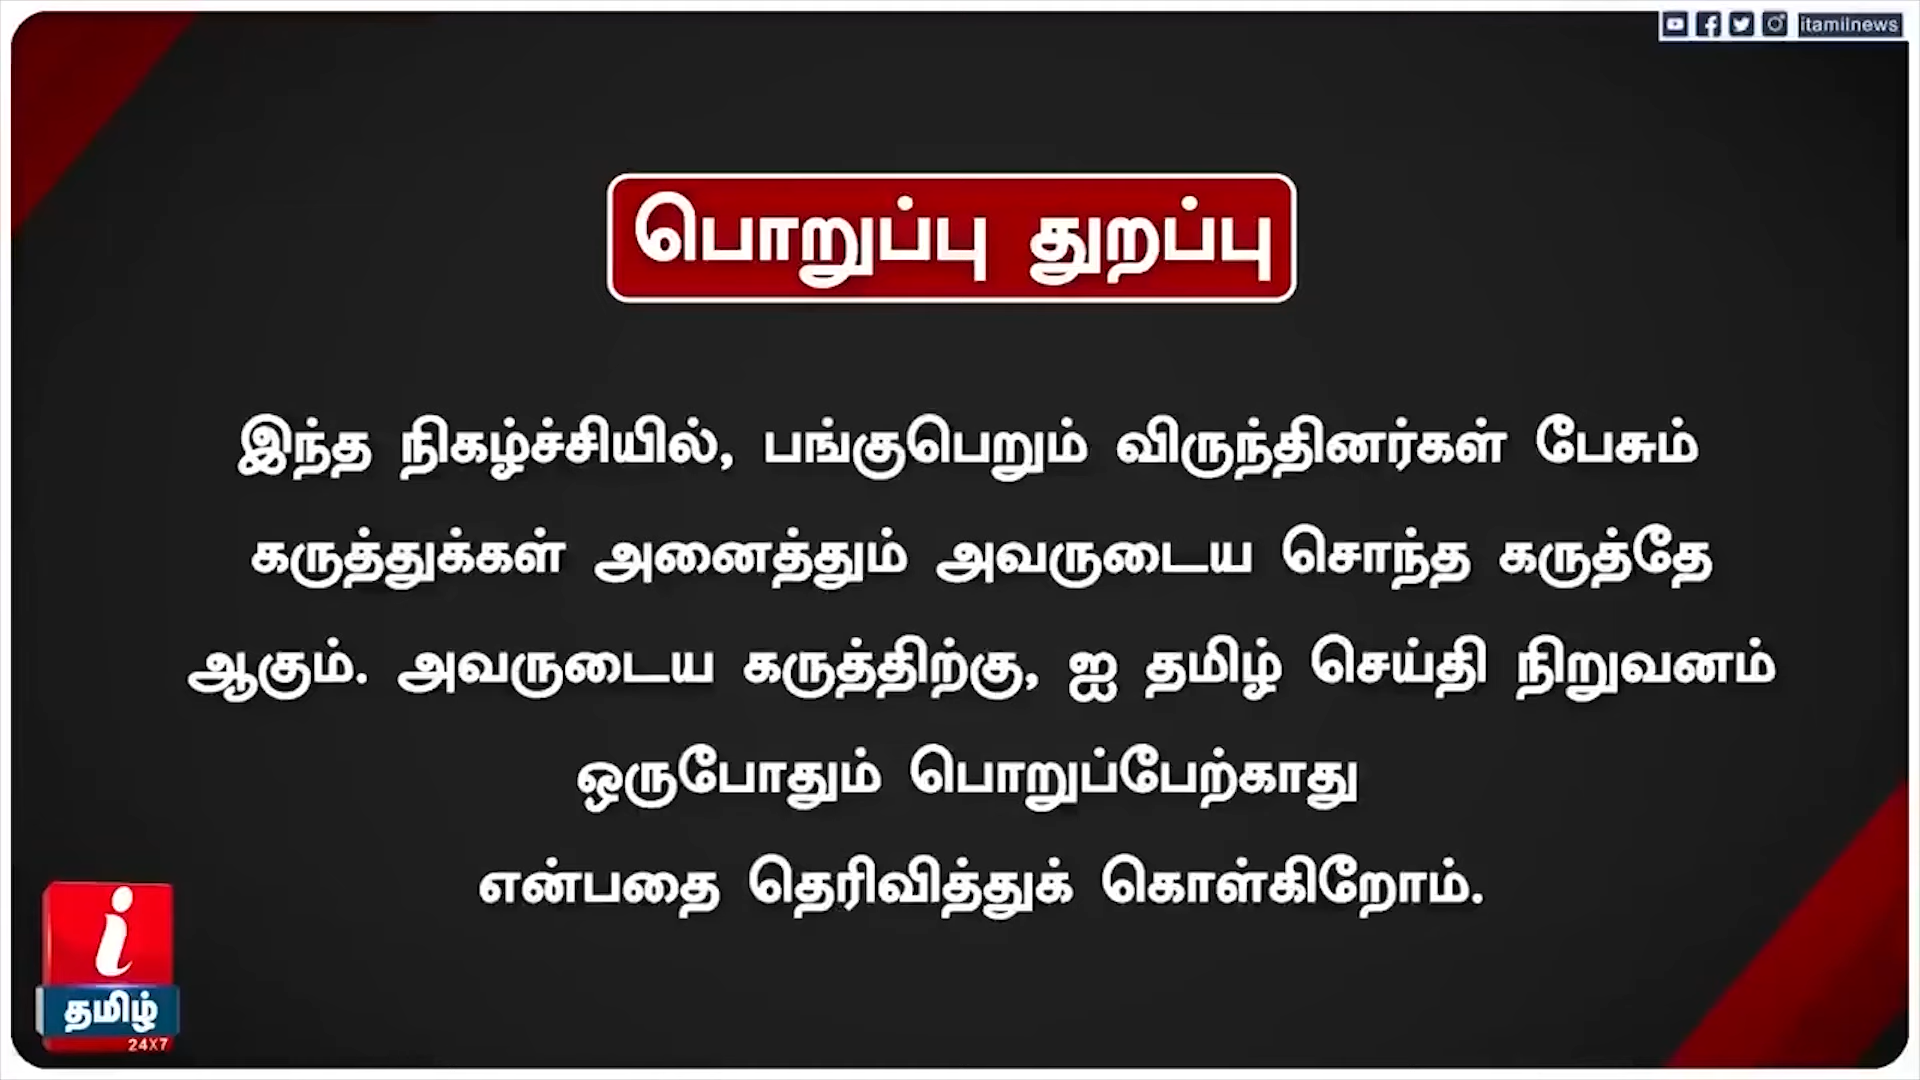 itamilnews
பொறுப்பு துறப்பு
இந்த நிகழ்ச்சியில், பங்குபெறும் விருந்தினர்கள் பேசும்
கருத்துக்கள் அனைத்தும் அவருடைய சொந்த கருத்தே
ஆகும். அவருடைய கருத்திற்கு, ஐ தமிழ் செய்தி நிறுவனம்
ஒருபோதும் பொறுப்பேற்காது
என்பதை தெரிவித்துக் கொள்கிறோம்.
i
தமிழ்
24X7